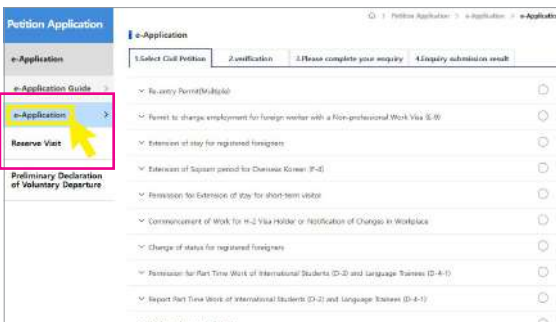 Petition Application
> Petition Application > e-Application > e-Applicatio
e-Application
e-Application
1.Select Civil Petition
2.verification
3.Please complete your enquiry
4.Enquiry submission result
e-Application Guide >
e-Application >
Reserve Visit
Preliminary Declaration
of Voluntary Departure
Re-entry Permit(Multiple)
Permit to change employment for foreign worker with a Non-professional Work Visa (E-9)
Extension of stay for registered foreigners
Extension of Sojourn period for Overseas Korean (F-4)
Permission for Extension of stay for short-term visitor
Commencement of Work for H-2 Visa Holder or Notification of Changes in Workplace
Change of status for registered foreigners
Permission for Part Time Work of International Students (D-2) and Language Trainees (D-4-1)
Report Part Time Work of International Students (D-2) and Language Trainees (D-4-1)